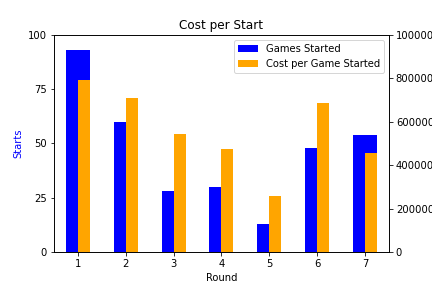 Cost per Start
100
75
50
25
0
Starts
Games Started
Cost per Game Started
1000000
800000
600000
400000
200000
0
1 2 3 4 5 6 7
Round